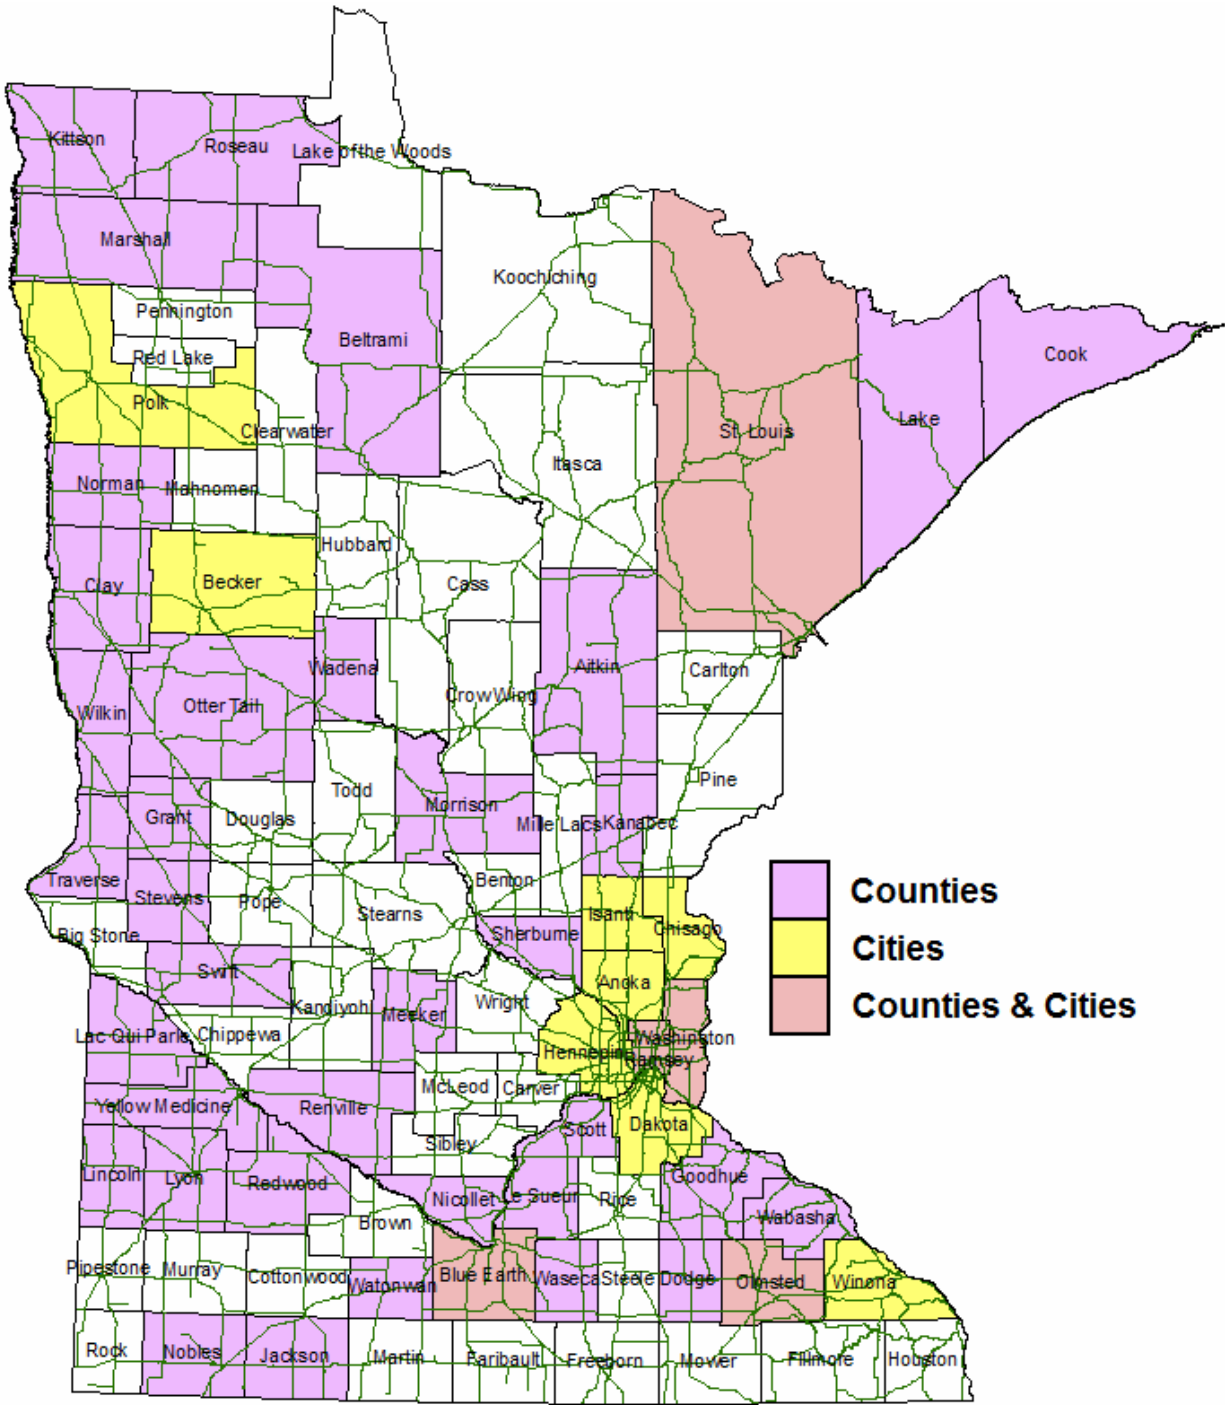 Kittson
Roseau
Lake of the Woods
Marshall
Koochiching
Pennington
Beltrami
Red Lake
Cook
Polk
Lake
Clearwater
St. Louis
Itasca
Norman
Mahnomen
Hubbard
Becker
Clay
Cass
Wadena
Aitkin
Carlton
Crow Wing
Otter Tail
Wilkin
Pine
Todd
Morrison
Grant
Douglas
Mille Lacs
Kanabec
Traverse
Benton
Counties
Stevens
Pope
Stearns
Isanti
Chisago
Big Stone
Sherburne
Cities
Swift
Anoka
Wright
Counties & Cities
Kandiyohi
Meeker
Lac Qui Parle
Chippewa
Washington
Hennepin
Ramsey
McLeod
Carver
Yellow Medicine
Renville
Scott
Dakota
Sibley
Lincoln
Lyon
Redwood
Goodhue
Nicollet
Le Sueur
Rice
Brown
Wabasha
Pipestone
Murray
Cottonwood
Watonwan
Blue Earth
Waseca
Steele
Dodge
Olmsted
Winona
Rock
Nobles
Jackson
Martin
Faribault
Freeborn
Mower
Fillmore
Houston